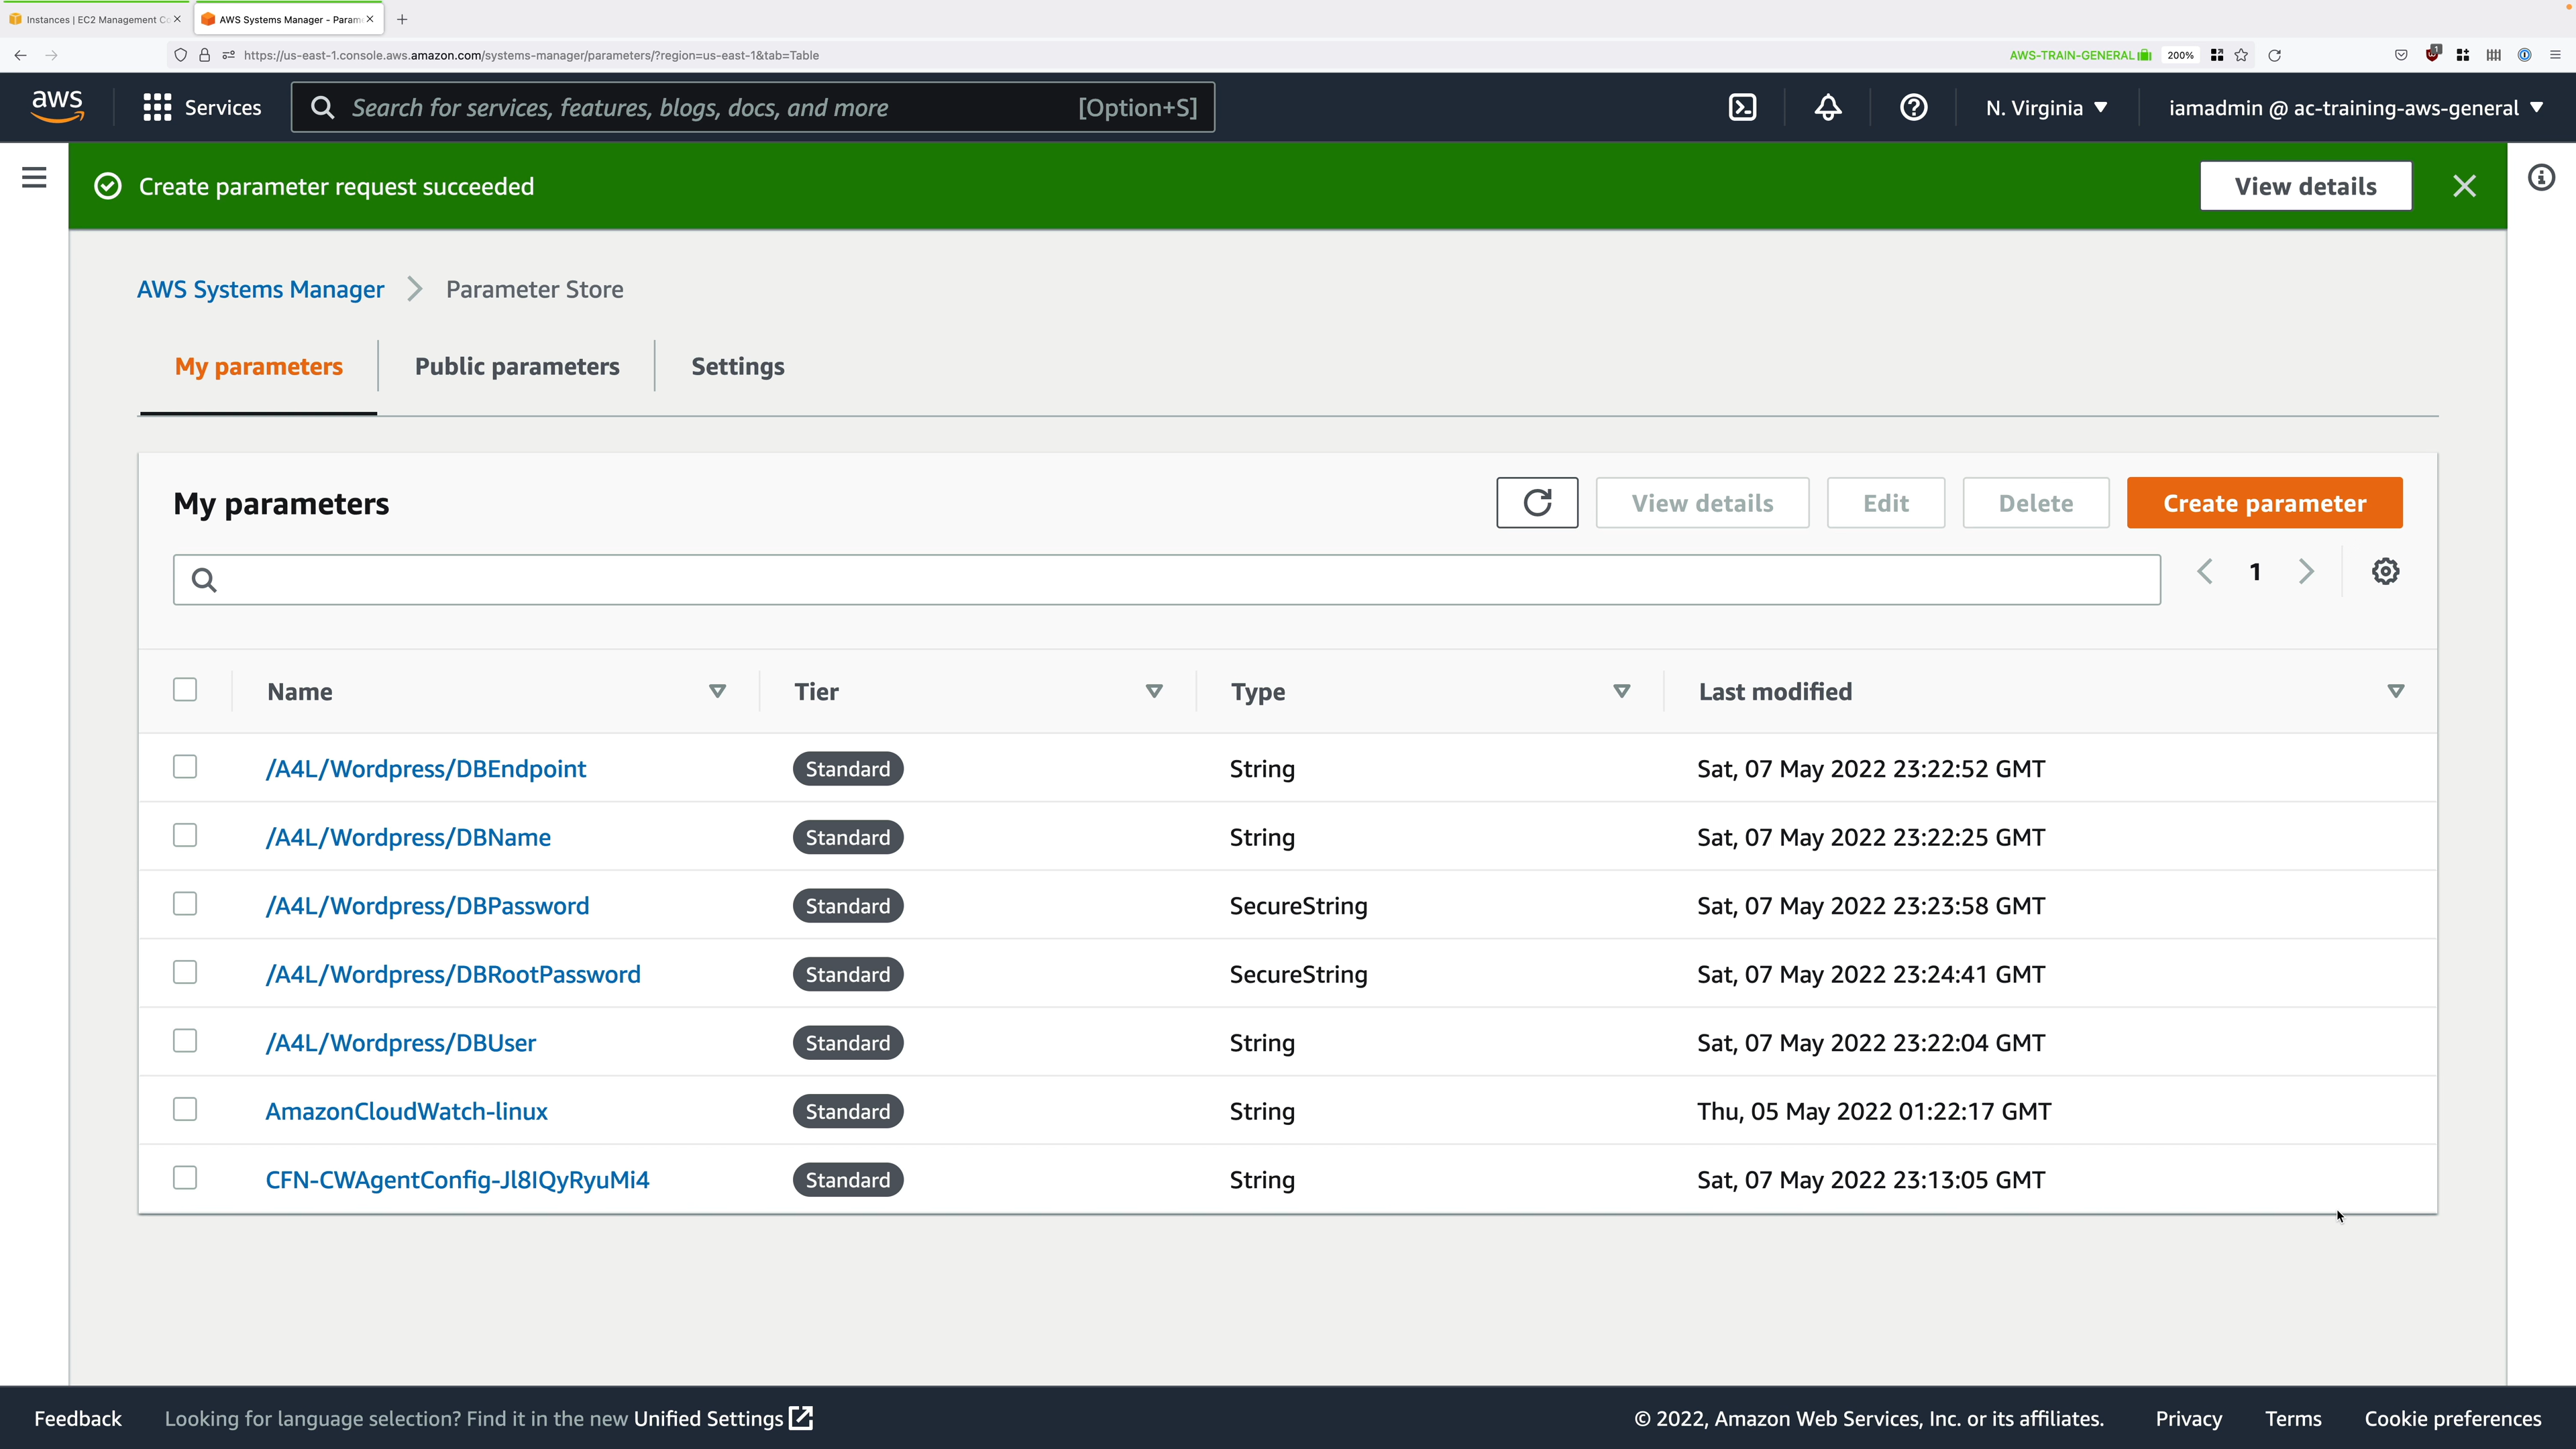 Instances | EC2 Management Co
AWS Systems Manager - Param
https://us-east-1.console.aws.amazon.com/systems-manager/parameters/?region=us-east-1&tab=Table
AWS-TRAIN-GENERAL
200%
1
aws
Services
Search for services, features, blogs, docs, and more
[Option+S]
N. Virginia
iamadmin @ ac-training-aws-general
Create parameter request succeeded
View details
AWS Systems Manager
Parameter Store
My parameters
Public parameters
Settings
My parameters
View details
Edit
Delete
Create parameter
1
Name Tier Type Last modified
/A4L/Wordpress/DBEndpoint Standard String Sat, 07 May 2022 23:22:52 GMT
/A4L/Wordpress/DBName Standard String Sat, 07 May 2022 23:22:25 GMT
/A4L/Wordpress/DBPassword Standard SecureString Sat, 07 May 2022 23:23:58 GMT
/A4L/Wordpress/DBRootPassword Standard SecureString Sat, 07 May 2022 23:24:41 GMT
/A4L/Wordpress/DBUser Standard String Sat, 07 May 2022 23:22:04 GMT
AmazonCloudWatch-linux Standard String Thu, 05 May 2022 01:22:17 GMT
CFN-CWAgentConfig-Jl8IQyRyuMi4 Standard String Sat, 07 May 2022 23:13:05 GMT
Feedback
Looking for language selection? Find it in the new Unified Settings
© 2022, Amazon Web Services, Inc. or its affiliates.
Privacy
Terms
Cookie preferences